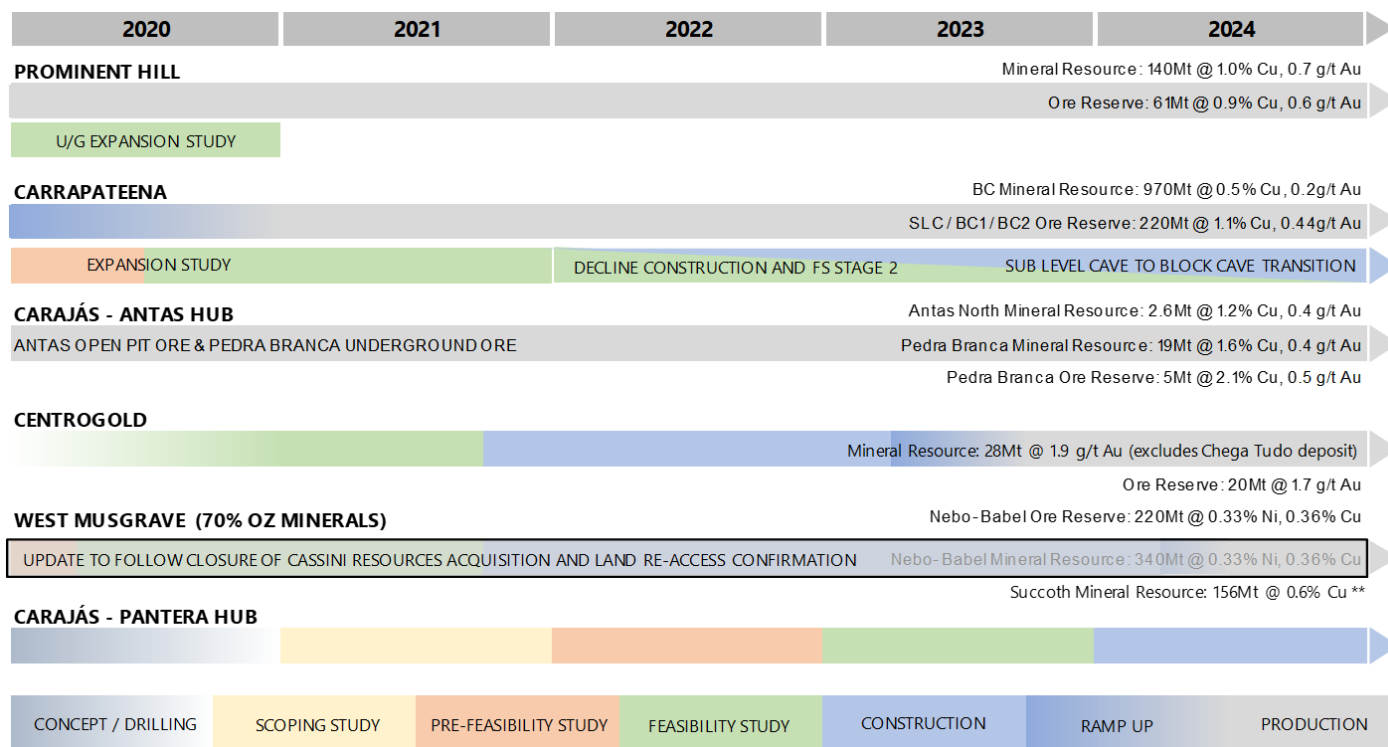 2020 2021 2022 2023 2024
PROMINENT HILL
Mineral Resource: 140Mt @ 1.0% Cu, 0.7 g/t Au
Ore Reserve: 61Mt @ 0.9% Cu, 0.6 g/t Au
U/G EXPANSION STUDY
CARRAPATEENA
BC Mineral Resource: 970Mt @ 0.5% Cu, 0.2g/t Au
SLC / BC1/ BC2 Ore Reserve: 220Mt @ 1.1% Cu, 0.44g/t Au
EXPANSION STUDY
DECLINE CONSTRUCTION AND FS STAGE 2
SUB LEVEL CAVE TO BLOCK CAVE TRANSITION
CARAJÁS - ANTAS HUB
Antas North Mineral Resource: 2.6Mt @ 1.2% Cu, 0.4 g/t Au
ANTAS OPEN PIT ORE & PEDRA BRANCA UNDERGROUND ORE
Pedra Branca Mineral Resource: 19Mt @ 1.6% Cu, 0.4 g/t Au
Pedra Branca Ore Reserve: 5Mt @ 2.1% Cu, 0.5 g/t Au
CENTROGOLD
Mineral Resource: 28Mt @ 1.9 g/t Au (excludes Chega Tudo deposit)
Ore Reserve: 20Mt @ 1.7 g/t Au
WEST MUSGRAVE (70% OZ MINERALS)
Nebo-Babel Ore Reserve: 220Mt @ 0.33% Ni, 0.36% Cu
UPDATE TO FOLLOW CLOSURE OF CASSINI RESOURCES ACQUISITION AND LAND RE-ACCESS CONFIRMATION
Nebo-Babel Mineral Resource: 340Mt @ 0.33% Ni, 0.36% Cu
Succoth Mineral Resource: 156Mt @ 0.6% Cu **
CARAJÁS - PANTERA HUB
CONCEPT / DRILLING SCOPING STUDY PRE-FEASIBILITY STUDY FEASIBILITY STUDY CONSTRUCTION RAMP UP PRODUCTION